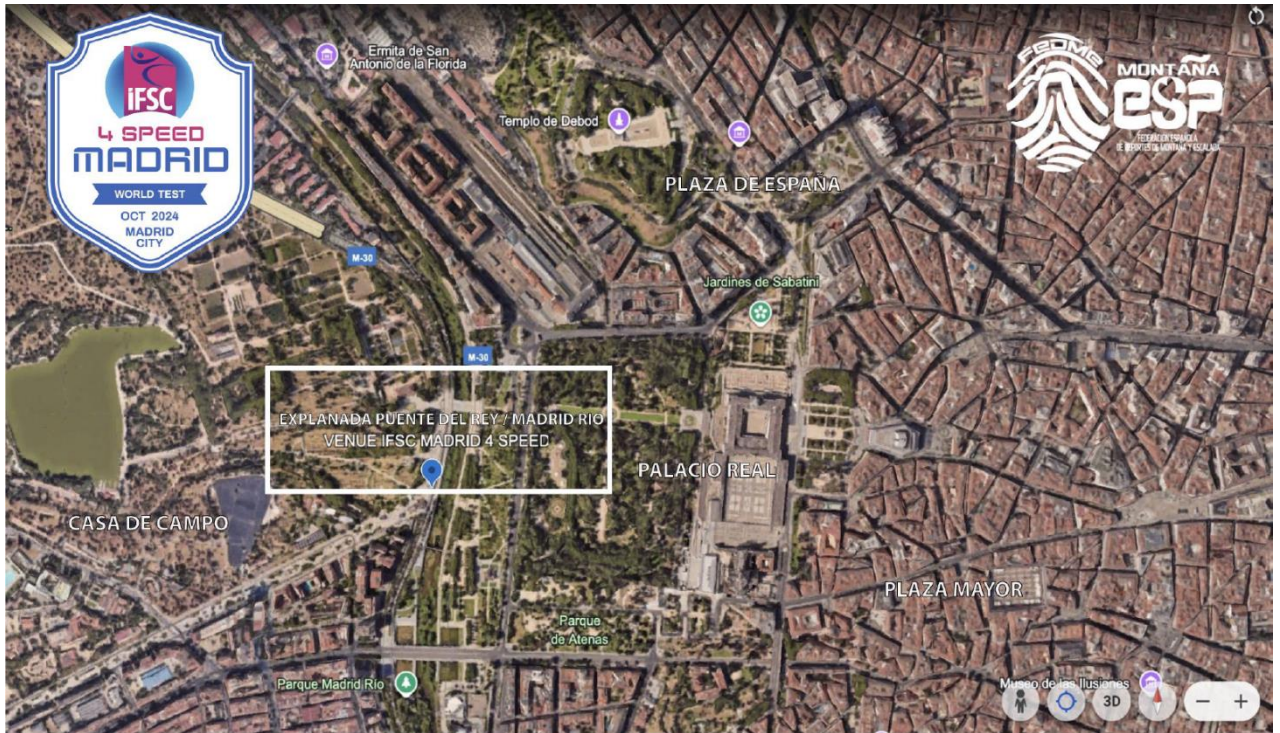 iFSC
4 SPEED
MADRID
WORLD TEST
OCT 2024
MADRID
CITY
Ermita de San
Antonio de la Florida
Templo de Debod
FEDME
MONTAÑA
esp
FEDERACIÓN ESPAÑOLA
DE DEPORTES DE MONTAÑA Y ESCALADA
PLAZA DE ESPAÑA
M-30
Jardines de Sabatini
M-30
EXPLANADA PUENTE DEL REY / MADRID RIO
VENUE IFSC MADRID 4 SPEED
PALACIO REAL
CASA DE CAMPO
PLAZA MAYOR
Parque
de Atenas
Parque Madrid Río
Museo de las Ilusiones
3D